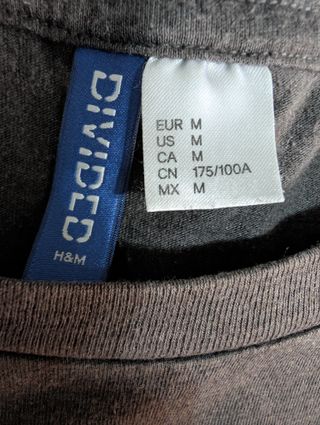 DIVIDED
H&M
EUR M
US M
CA M
CN 175/100A
MX M